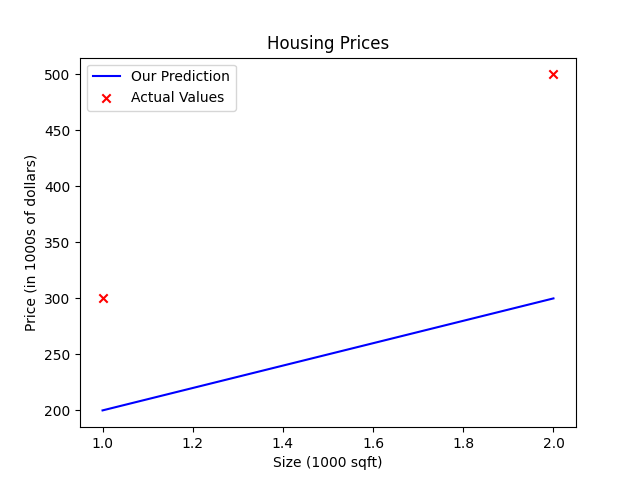 Housing Prices
Our Prediction
Actual Values
Price (in 1000s of dollars)
500
450
400
350
300
250
200
1.0 1.2 1.4 1.6 1.8 2.0
Size (1000 sqft)